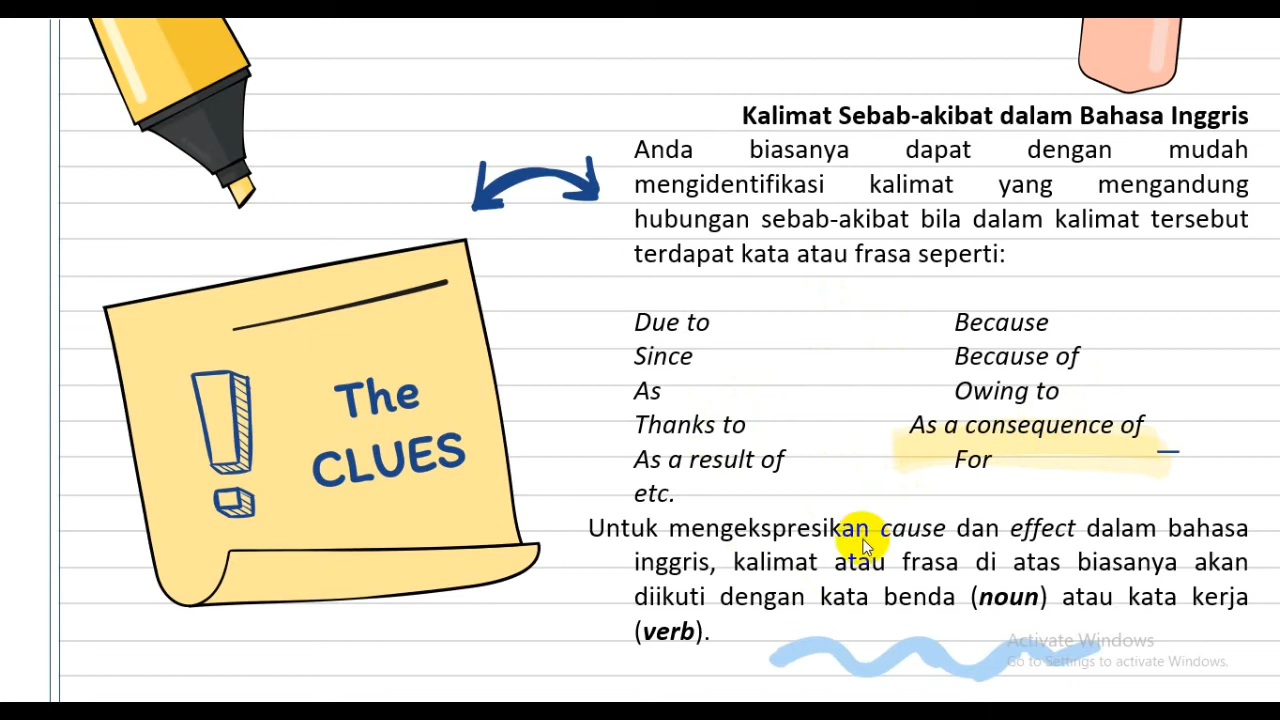 Kalimat Sebab-akibat dalam Bahasa Inggris
Anda biasanya dapat dengan mudah
mengidentifikasi kalimat yang mengandung
hubungan sebab-akibat bila dalam kalimat tersebut
terdapat kata atau frasa seperti:
Due to Because
Since Because of
As Owing to
Thanks to As a consequence of
As a result of For
etc.
Untuk mengekspresikan cause dan effect dalam bahasa
inggris, kalimat atau frasa di atas biasanya akan
diikuti dengan kata benda (noun) atau kata kerja
(verb).
The
CLUES
Activate Windows
Go to Settings to activate Windows.